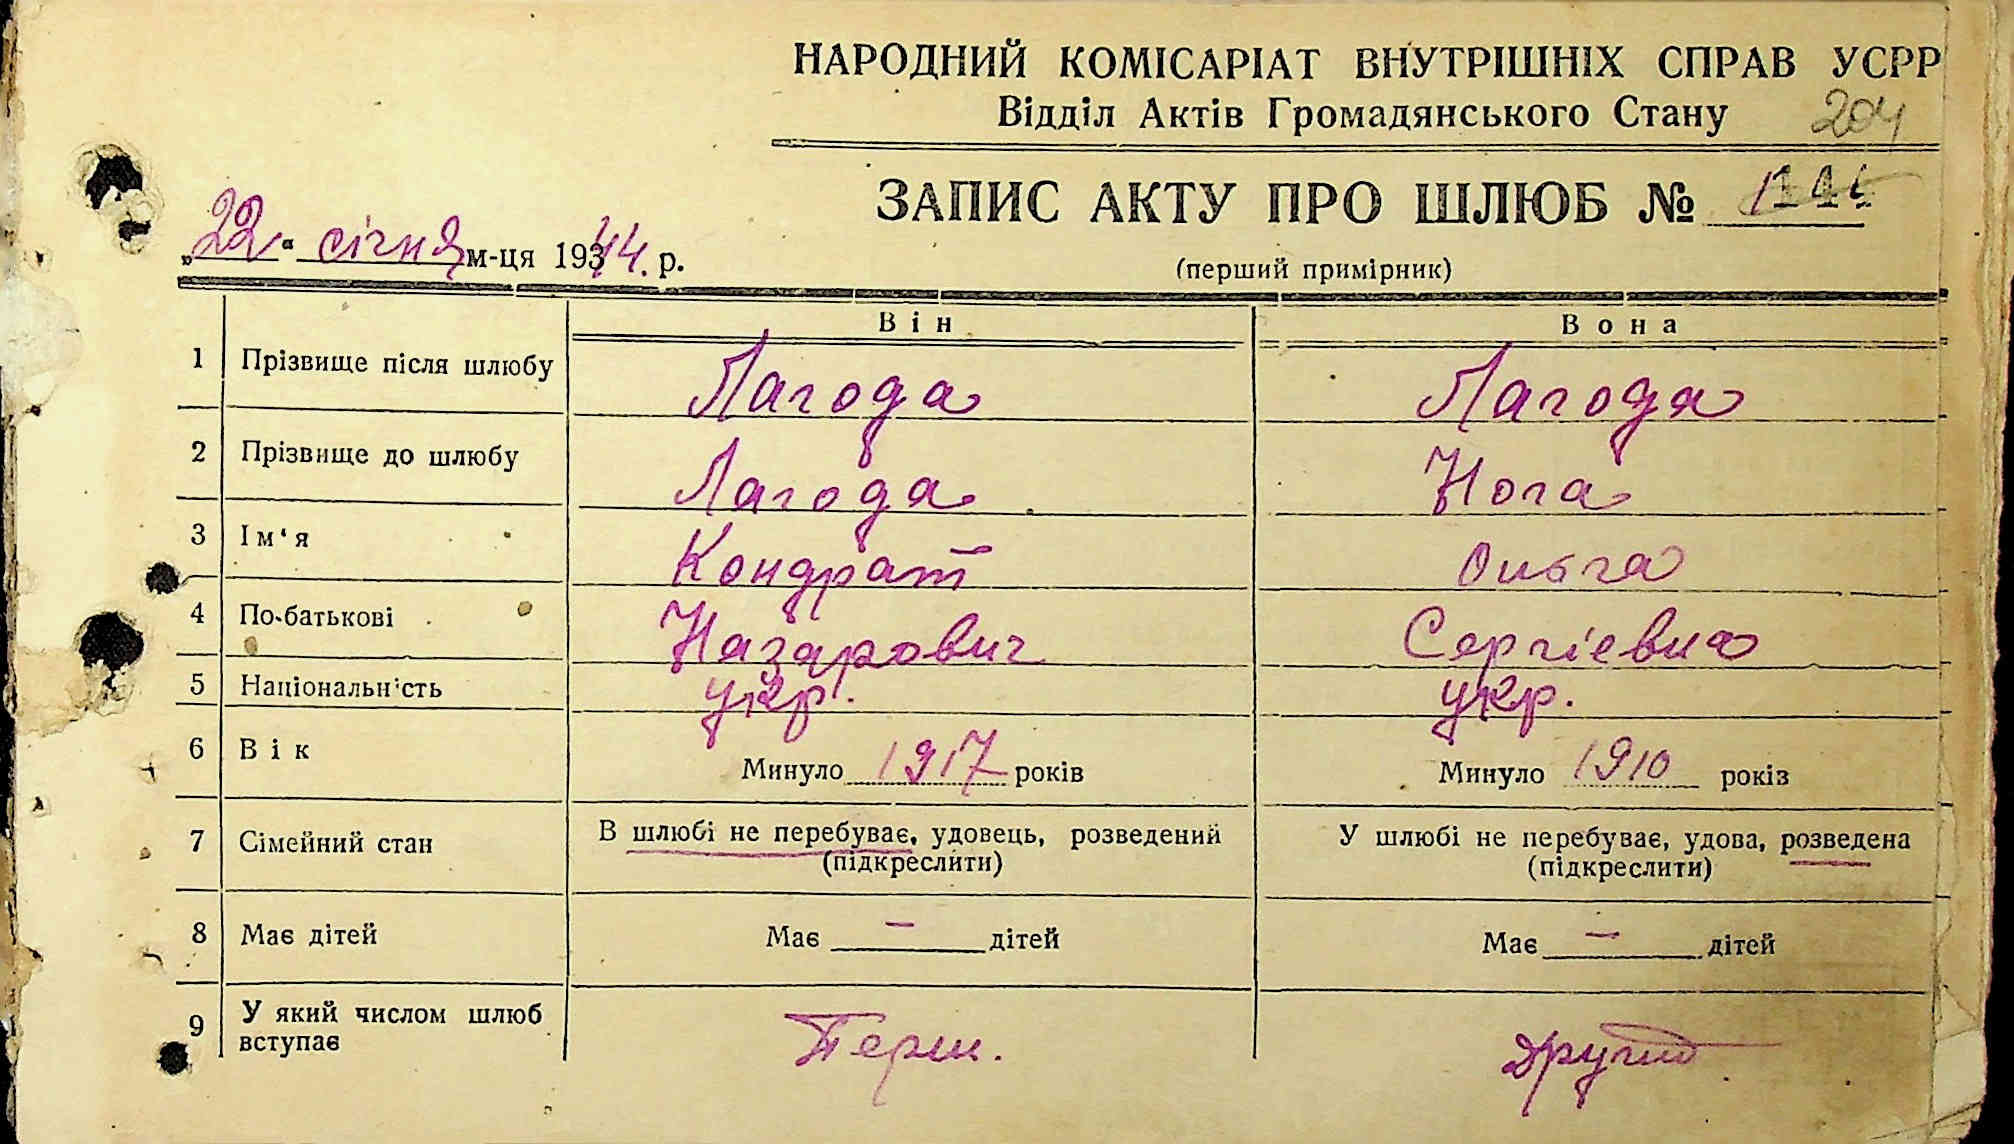 НАРОДНИЙ КОМІСАРІАТ ВНУТРІШНІХ СПРАВ УСРР
Відділ Актів Громадянського Стану 204
ЗАПИС АКТУ ПРО ШЛЮБ №
„22“ січня м-ця 1944. р.
(перший примірник)
Він Вона
1 Прізвище після шлюбу Лагода Лагода
2 Прізвище до шлюбу Лагода Нога
3 Ім'я Кондрат Ольга
4 По-батькові Назарович Сергіевна
5 Національність укр. укр.
6 Вік Минуло 1917 років Минуло 1910 років
7 Сімейний стан В шлюбі не перебуває, удовець, розведений У шлюбі не перебуває, удова, розведена
(підкреслити) (підкреслити)
8 Має дітей Має — дітей Має — дітей
9 У який числом шлюб вступає Перш. другий